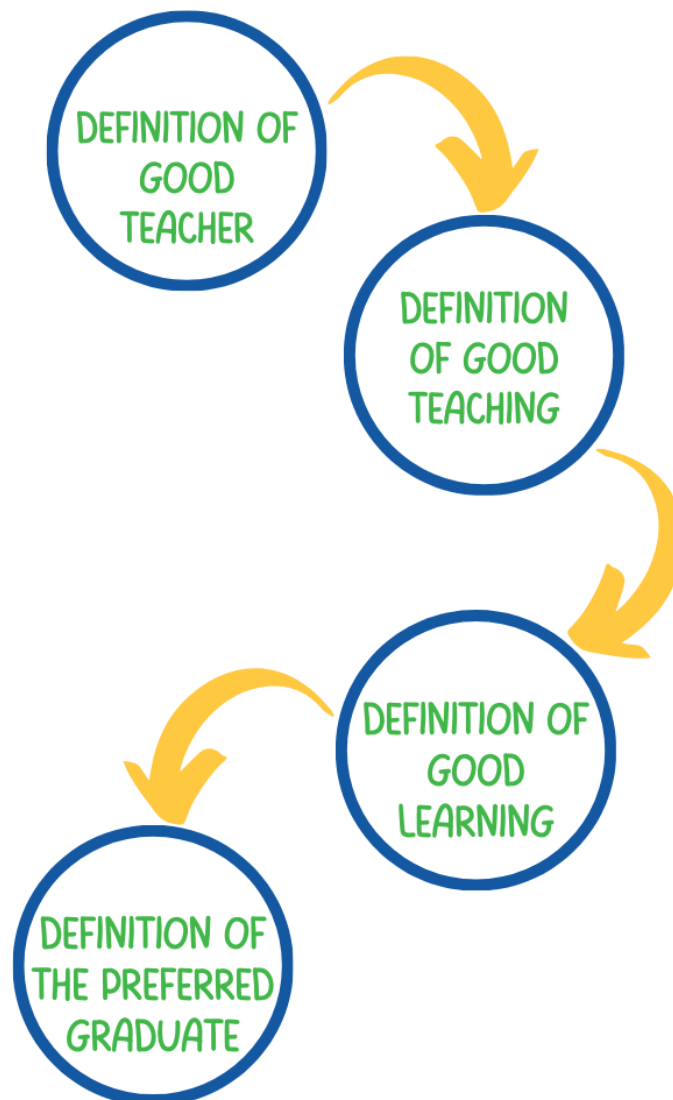 DEFINITION OF
GOOD
TEACHER
DEFINITION
OF GOOD
TEACHING
DEFINITION OF
GOOD
LEARNING
DEFINITION OF
THE PREFERRED
GRADUATE